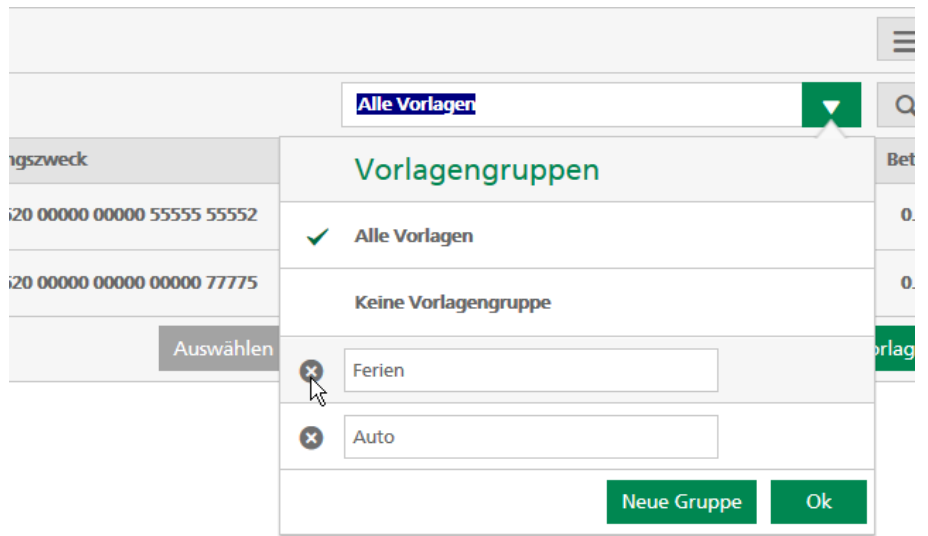 Alle Vorlagen
ngszweck
Bet
Vorlagengruppen
520 00000 00000 55555 55552
0.
Alle Vorlagen
520 00000 00000 00000 77775
0.
Keine Vorlagengruppe
Auswählen
orlag
Ferien
Auto
Neue Gruppe
Ok